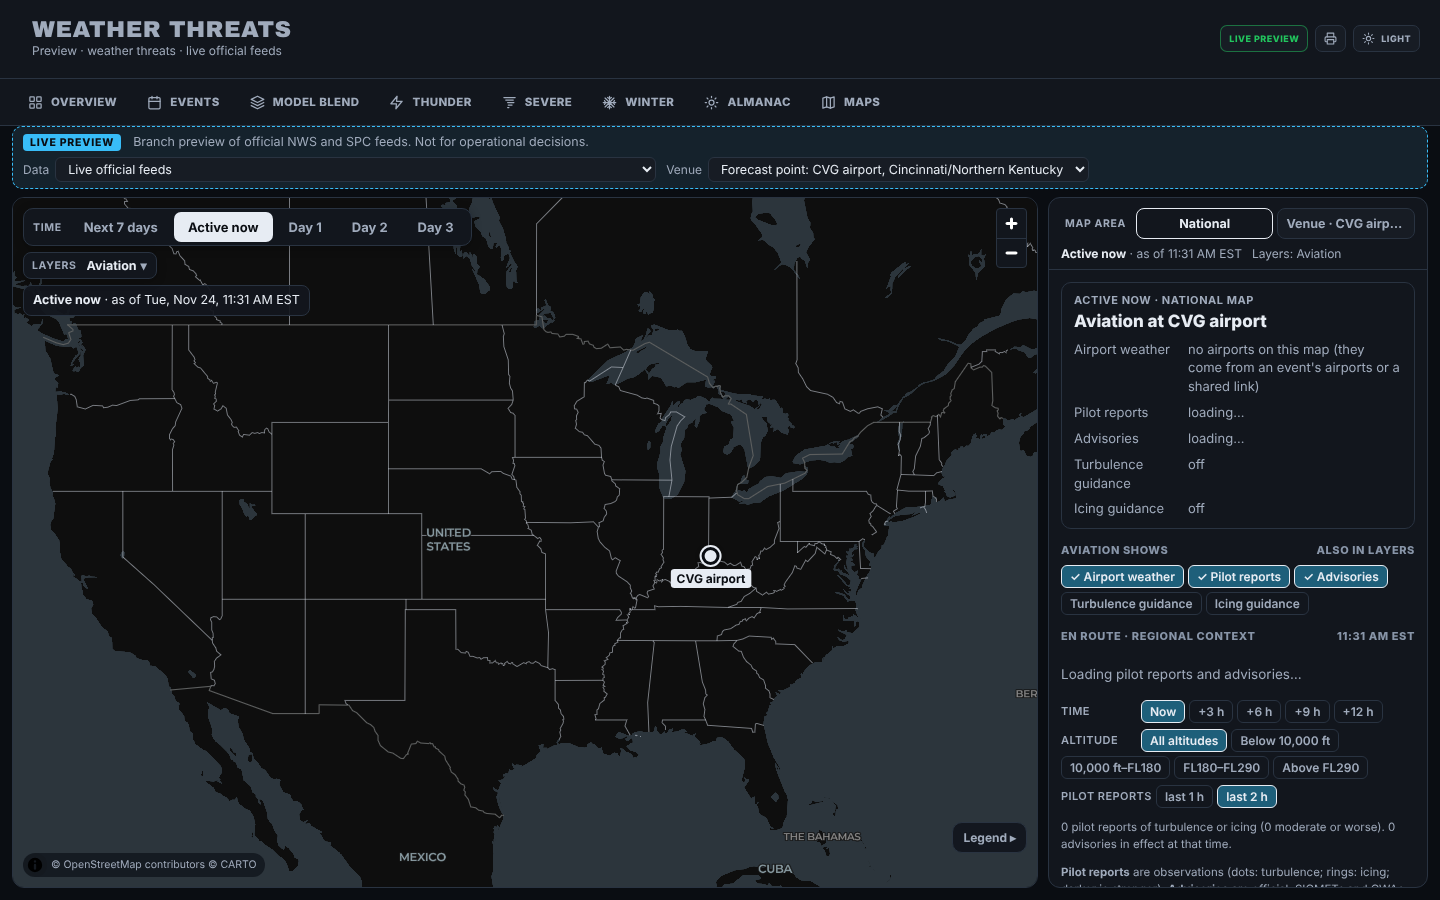 WEATHER THREATS
Preview · weather threats · live official feeds
LIVE PREVIEW
LIGHT
OVERVIEW
EVENTS
MODEL BLEND
THUNDER
SEVERE
WINTER
ALMANAC
MAPS
LIVE PREVIEW Branch preview of official NWS and SPC feeds. Not for operational decisions.
Data Live official feeds Venue Forecast point: CVG airport, Cincinnati/Northern Kentucky
TIME Next 7 days Active now Day 1 Day 2 Day 3
LAYERS Aviation ▾
Active now · as of Tue, Nov 24, 11:31 AM EST
+
−
UNITED
STATES
CVG airport
BER
THE BAHAMAS
MEXICO
CUBA
Legend ▸
© OpenStreetMap contributors © CARTO
MAP AREA National Venue · CVG airp...
Active now · as of 11:31 AM EST Layers: Aviation
ACTIVE NOW · NATIONAL MAP
Aviation at CVG airport
Airport weather no airports on this map (they
come from an event's airports or a
shared link)
Pilot reports loading...
Advisories loading...
Turbulence off
guidance
Icing guidance off
AVIATION SHOWS ALSO IN LAYERS
✓ Airport weather ✓ Pilot reports ✓ Advisories
Turbulence guidance Icing guidance
EN ROUTE · REGIONAL CONTEXT 11:31 AM EST
Loading pilot reports and advisories...
TIME Now +3 h +6 h +9 h +12 h
ALTITUDE All altitudes Below 10,000 ft
10,000 ft–FL180 FL180–FL290 Above FL290
PILOT REPORTS last 1 h last 2 h
0 pilot reports of turbulence or icing (0 moderate or worse). 0
advisories in effect at that time.
Pilot reports are observations (dots: turbulence; rings: icing;